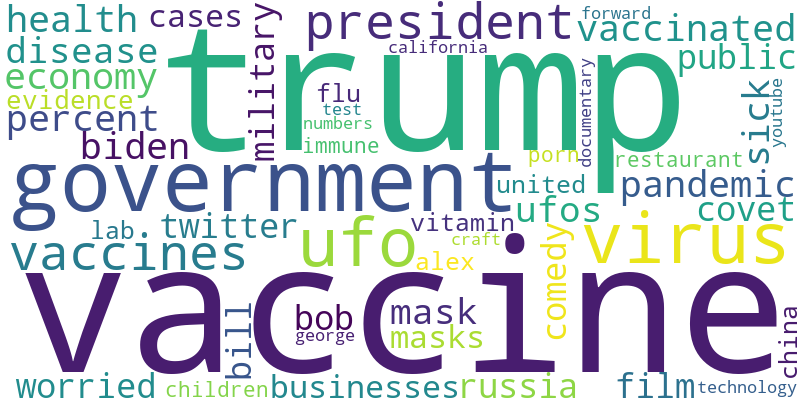 health
cases
military
president
forward
vaccinated
california
trump
disease
public
economy
evidence
percent
flu
test
numbers
immune
documentary
sick
youtube
biden
government
porn
restaurant
united
pandemic
ufos
covet
lab
twitter
vitamin
vaccines
ufo
craft
alex
comedy
virus
vaccine
bill
bob
george
mask
masks
china
worried
children
businesses
russia
film
technology